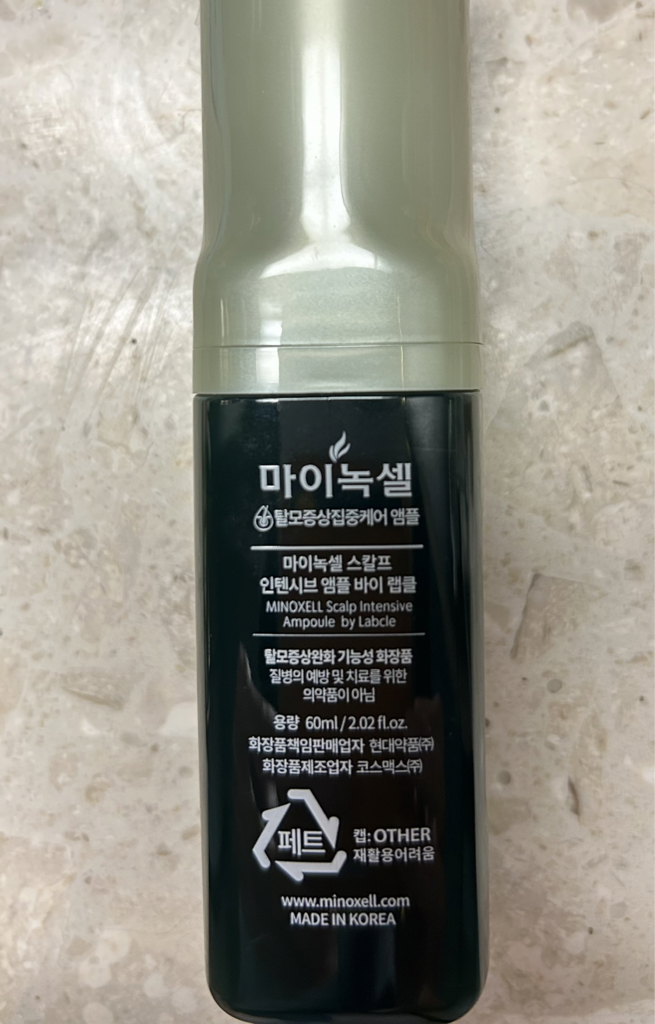 마이녹셀
탈모증상집중케어 앰플
마이녹셀 스칼프
인텐시브 앰플 바이 랩클
MINOXELL Scalp Intensive
Ampoule by Labcle
탈모증상완화 기능성 화장품
질병의 예방 및 치료를 위한
의약품이 아님
용량 60ml / 2.02 fl.oz.
화장품책임판매업자 현대약품㈜
화장품제조업자 코스맥스㈜
페트
캡: OTHER
재활용어려움
www.minoxell.com
MADE IN KOREA